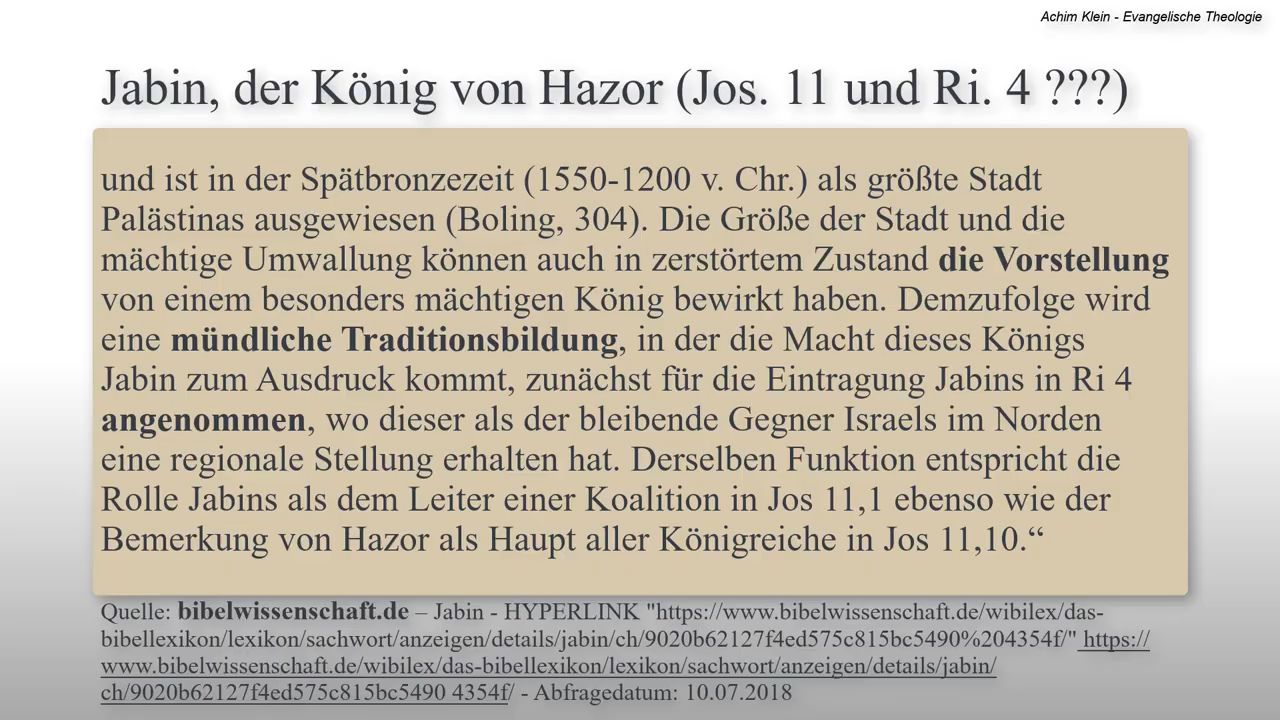 Achim Klein - Evangelische Theologie
Jabin, der König von Hazor (Jos. 11 und Ri. 4 ???)
und ist in der Spätbronzezeit (1550-1200 v. Chr.) als größte Stadt
Palästinas ausgewiesen (Boling, 304). Die Größe der Stadt und die
mächtige Umwallung können auch in zerstörtem Zustand die Vorstellung
von einem besonders mächtigen König bewirkt haben. Demzufolge wird
eine mündliche Traditionsbildung, in der die Macht dieses Königs
Jabin zum Ausdruck kommt, zunächst für die Eintragung Jabins in Ri 4
angenommen, wo dieser als der bleibende Gegner Israels im Norden
eine regionale Stellung erhalten hat. Derselben Funktion entspricht die
Rolle Jabins als dem Leiter einer Koalition in Jos 11,1 ebenso wie der
Bemerkung von Hazor als Haupt aller Königreiche in Jos 11,10.“
Quelle: bibelwissenschaft.de – Jabin - HYPERLINK "https://www.bibelwissenschaft.de/wibilex/das-
bibellexikon/lexikon/sachwort/anzeigen/details/jabin/ch/9020b62127f4ed575c815bc5490%204354f/" https://
www.bibelwissenschaft.de/wibilex/das-bibellexikon/lexikon/sachwort/anzeigen/details/jabin/
ch/9020b62127f4ed575c815bc5490 4354f/ - Abfragedatum: 10.07.2018